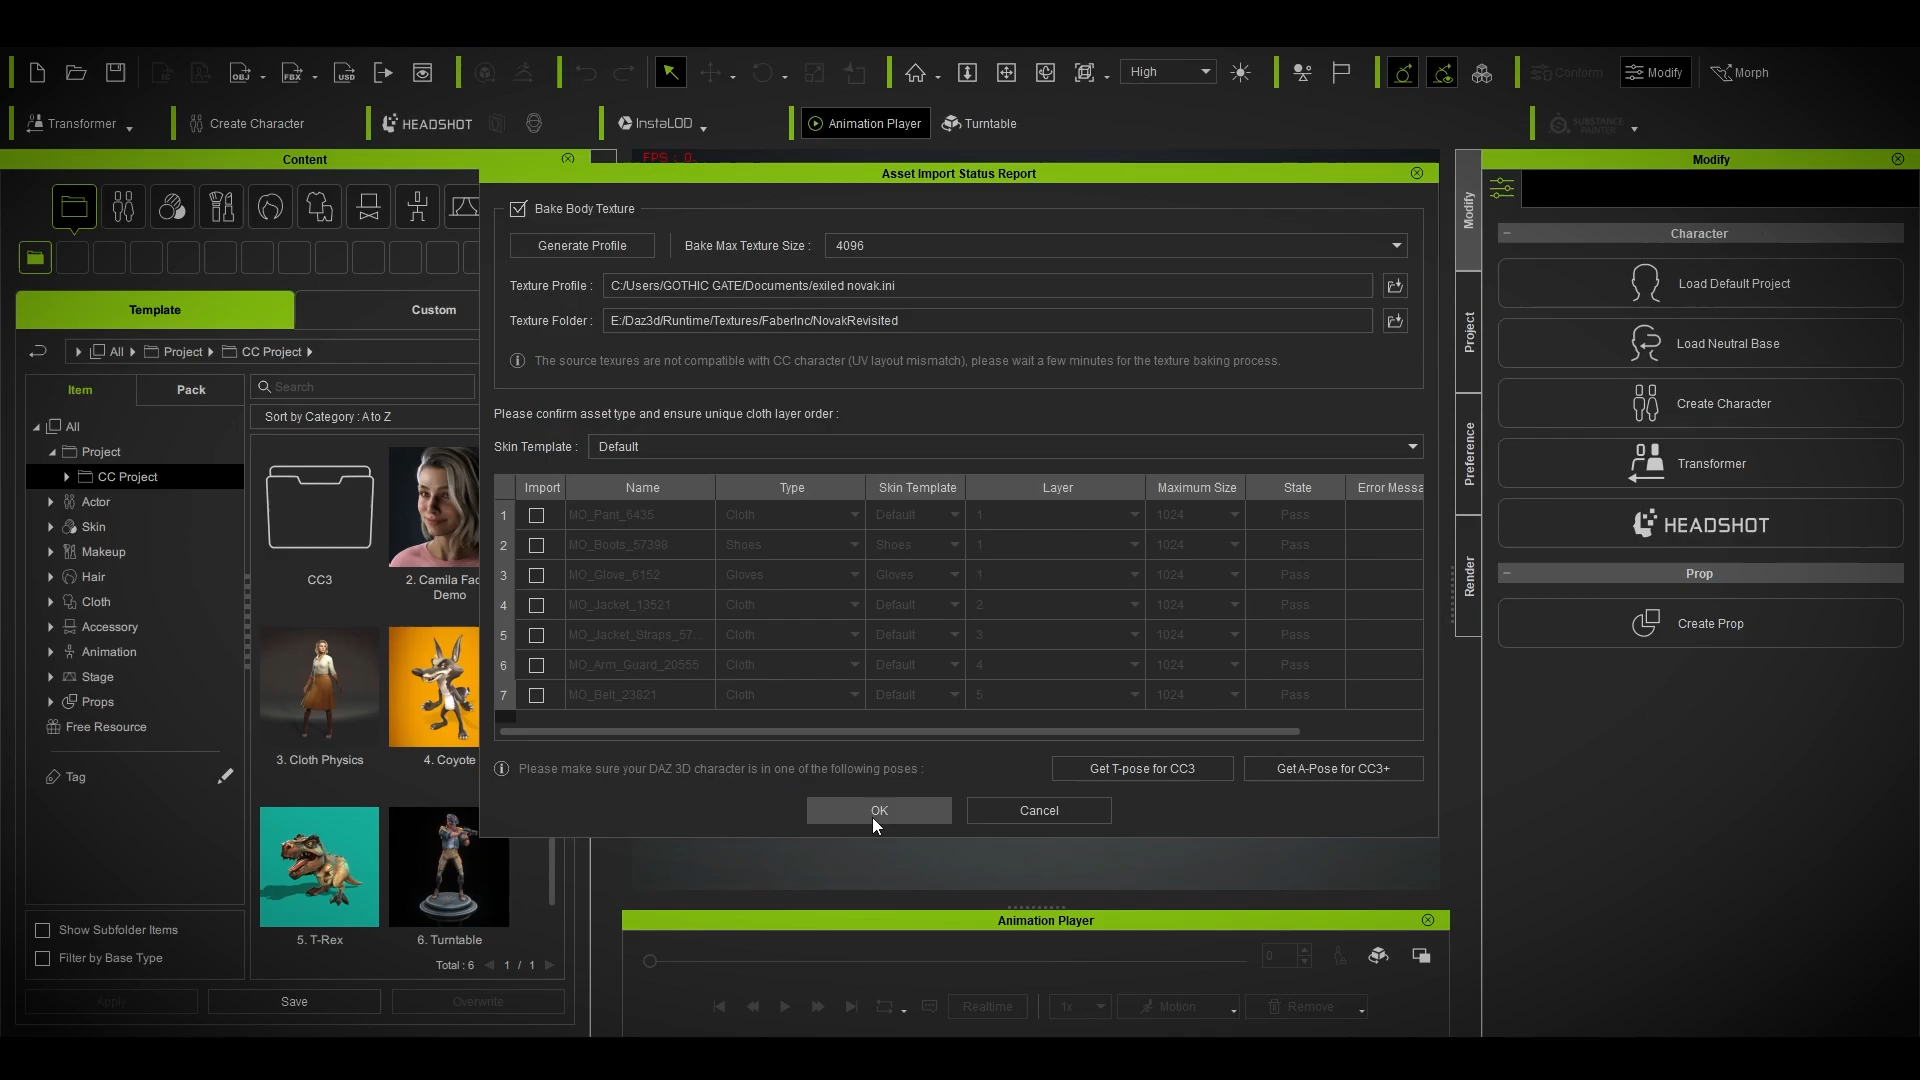 OBJ FBX USD High Conform Modify Morph
Transformer Create Character HEADSHOT InstaLOD Animation Player Turntable SUBSTANCE PAINTER
Content
FPS : 0
Asset Import Status Report
Modify
Bake Body Texture
Generate Profile Bake Max Texture Size : 4096
Texture Profile : C:/Users/GOTHIC GATE/Documents/exiled novak.ini
Texture Folder : E:/Daz3d/Runtime/Textures/FaberInc/NovakRevisited
The source texures are not compatible with CC character (UV layout mismatch), please wait a few minutes for the texture baking process.
Please confirm asset type and ensure unique cloth layer order :
Skin Template : Default
Import Name Type Skin Template Layer Maximum Size State Error Messa
1 MO_Pant_6435 Cloth Default 1 1024 Pass
2 MO_Boots_57398 Shoes Shoes 1 1024 Pass
3 MO_Glove_6152 Gloves Gloves 1 1024 Pass
4 MO_Jacket_13521 Cloth Default 2 1024 Pass
5 MO_Jacket_Straps_57... Cloth Default 3 1024 Pass
6 MO_Arm_Guard_20555 Cloth Default 4 1024 Pass
7 MO_Belt_23821 Cloth Default 5 1024 Pass
Please make sure your DAZ 3D character is in one of the following poses :
Get T-pose for CC3 Get A-Pose for CC3+
OK Cancel
Template Custom
All Project CC Project
Item Pack
Search
Sort by Category : A to Z
All
Project
CC Project
Actor
Skin
Makeup
Hair
Cloth
Accessory
Animation
Stage
Props
Free Resource
Tag
CC3
2. Camila Fac
Demo
3. Cloth Physics
4. Coyote
5. T-Rex
6. Turntable
Show Subfolder Items
Filter by Base Type
Total : 6 1 / 1
Apply Save Overwrite
Modify
Project
Preference
Render
Character
Load Default Project
Load Neutral Base
Create Character
Transformer
HEADSHOT
Prop
Create Prop
Animation Player
0
Realtime 1x Motion Remove